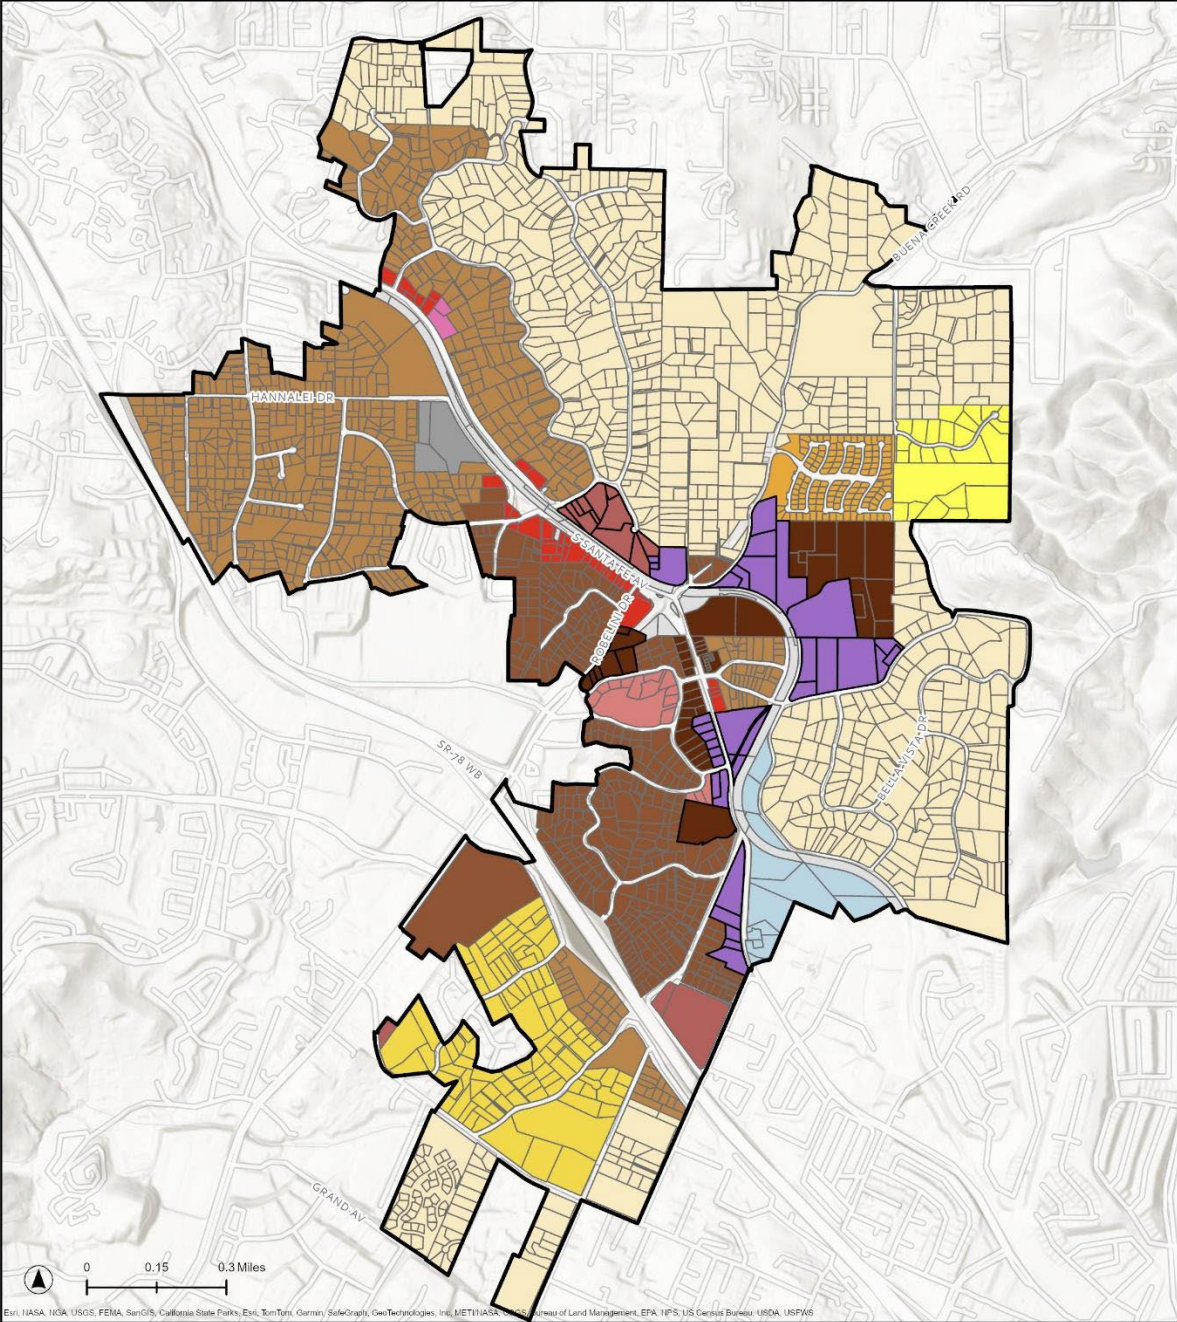 BUENA CREEK RD
HANNALEI DR
S SANTA FE AV
ROBELINI DR
BELLA VISTA DR
SR-78 WB
GRAND AV
0 0.15 0.3 Miles
Esri, NASA, NGA, USGS, FEMA, SanGIS, California State Parks, Esri, TomTom, Garmin, SafeGraph, GeoTechnologies, Inc, METI/NASA, USGS, Bureau of Land Management, EPA, NPS, US Census Bureau, USDA, USFWS